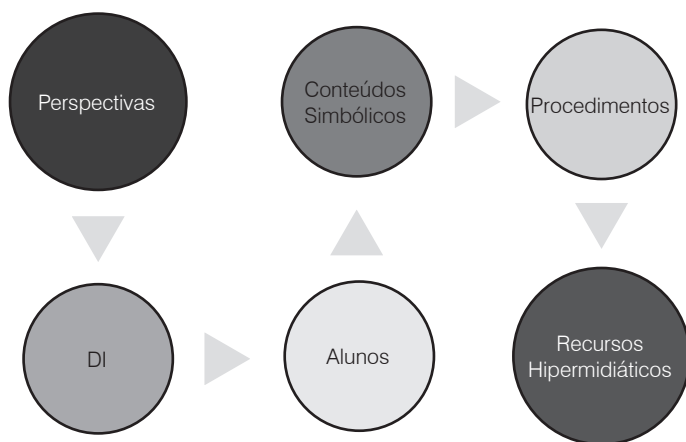 Perspectivas
Conteúdos
Simbólicos
Procedimentos
DI
Alunos
Recursos
Hipermidiáticos